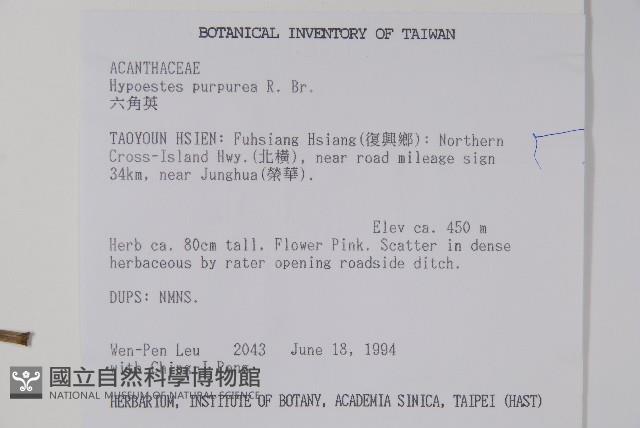 BOTANICAL INVENTORY OF TAIWAN
ACANTHACEAE
Hypoestes purpurea R. Br.
六角英
TAOYOUN HSIEN: Fuhsiang Hsiang(復興鄉): Northern
Cross-Island Hwy.(北橫), near road mileage sign
34km, near Junghua(榮華).
Elev ca. 450 m
Herb ca. 80cm tall. Flower Pink. Scatter in dense
herbaceous by rater opening roadside ditch.
DUPS: NMNS.
Wen-Pen Leu 2043 June 18, 1994
with Ching-I Peng
國立自然科學博物館
NATIONAL MUSEUM OF NATURAL SCIENCE
HERBARIUM, INSTITUTE OF BOTANY, ACADEMIA SINICA, TAIPEI (HAST)